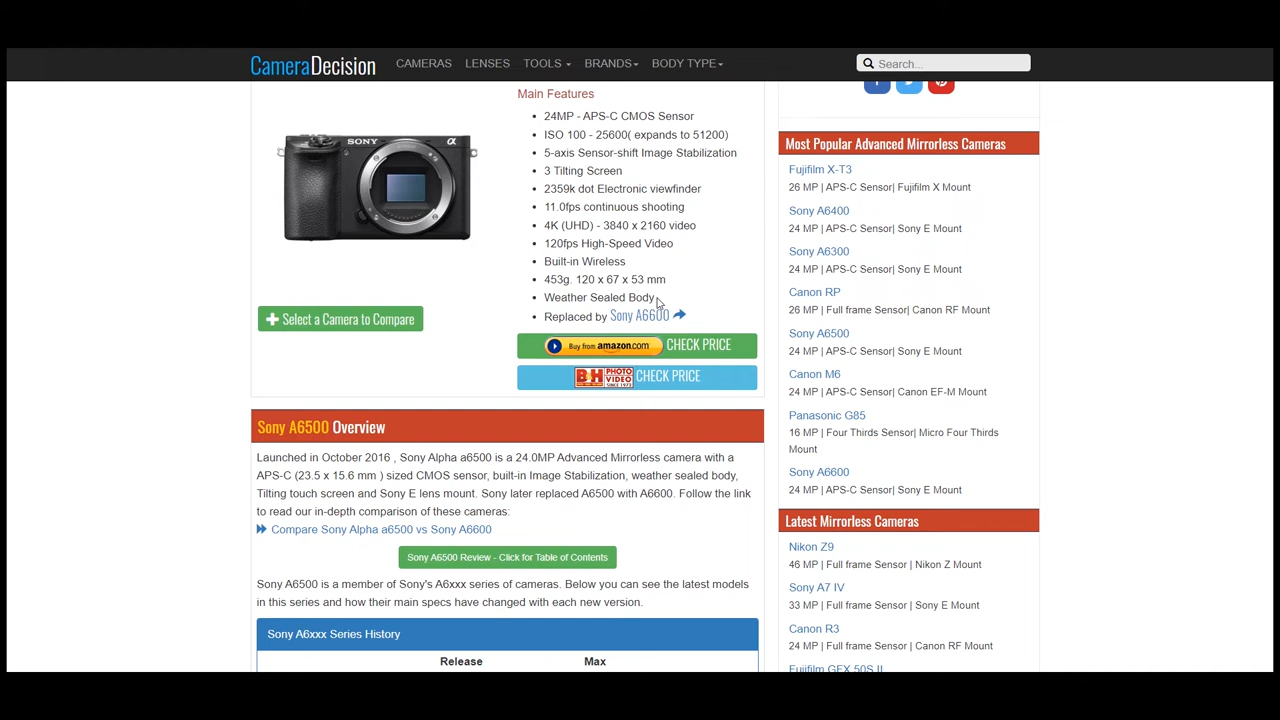 CameraDecision CAMERAS LENSES TOOLS BRANDS BODY TYPE Search...
SONY α
Main Features
24MP - APS-C CMOS Sensor
ISO 100 - 25600( expands to 51200)
5-axis Sensor-shift Image Stabilization
3 Tilting Screen
2359k dot Electronic viewfinder
11.0fps continuous shooting
4K (UHD) - 3840 x 2160 video
120fps High-Speed Video
Built-in Wireless
453g. 120 x 67 x 53 mm
Weather Sealed Body
Replaced by Sony A6600
Select a Camera to Compare
Buy from amazon.com CHECK PRICE
B&H PHOTO VIDEO SINCE 1973 CHECK PRICE
Sony A6500 Overview
Launched in October 2016 , Sony Alpha a6500 is a 24.0MP Advanced Mirrorless camera with a
APS-C (23.5 x 15.6 mm ) sized CMOS sensor, built-in Image Stabilization, weather sealed body,
Tilting touch screen and Sony E lens mount. Sony later replaced A6500 with A6600. Follow the link
to read our in-depth comparison of these cameras:
Compare Sony Alpha a6500 vs Sony A6600
Sony A6500 Review - Click for Table of Contents
Sony A6500 is a member of Sony's A6xxx series of cameras. Below you can see the latest models
in this series and how their main specs have changed with each new version.
Sony A6xxx Series History
Release Max
Most Popular Advanced Mirrorless Cameras
Fujifilm X-T3
26 MP | APS-C Sensor| Fujifilm X Mount
Sony A6400
24 MP | APS-C Sensor| Sony E Mount
Sony A6300
24 MP | APS-C Sensor| Sony E Mount
Canon RP
26 MP | Full frame Sensor| Canon RF Mount
Sony A6500
24 MP | APS-C Sensor| Sony E Mount
Canon M6
24 MP | APS-C Sensor| Canon EF-M Mount
Panasonic G85
16 MP | Four Thirds Sensor| Micro Four Thirds
Mount
Sony A6600
24 MP | APS-C Sensor| Sony E Mount
Latest Mirrorless Cameras
Nikon Z9
46 MP | Full frame Sensor | Nikon Z Mount
Sony A7 IV
33 MP | Full frame Sensor | Sony E Mount
Canon R3
24 MP | Full frame Sensor | Canon RF Mount
Fujifilm GFX 50S II